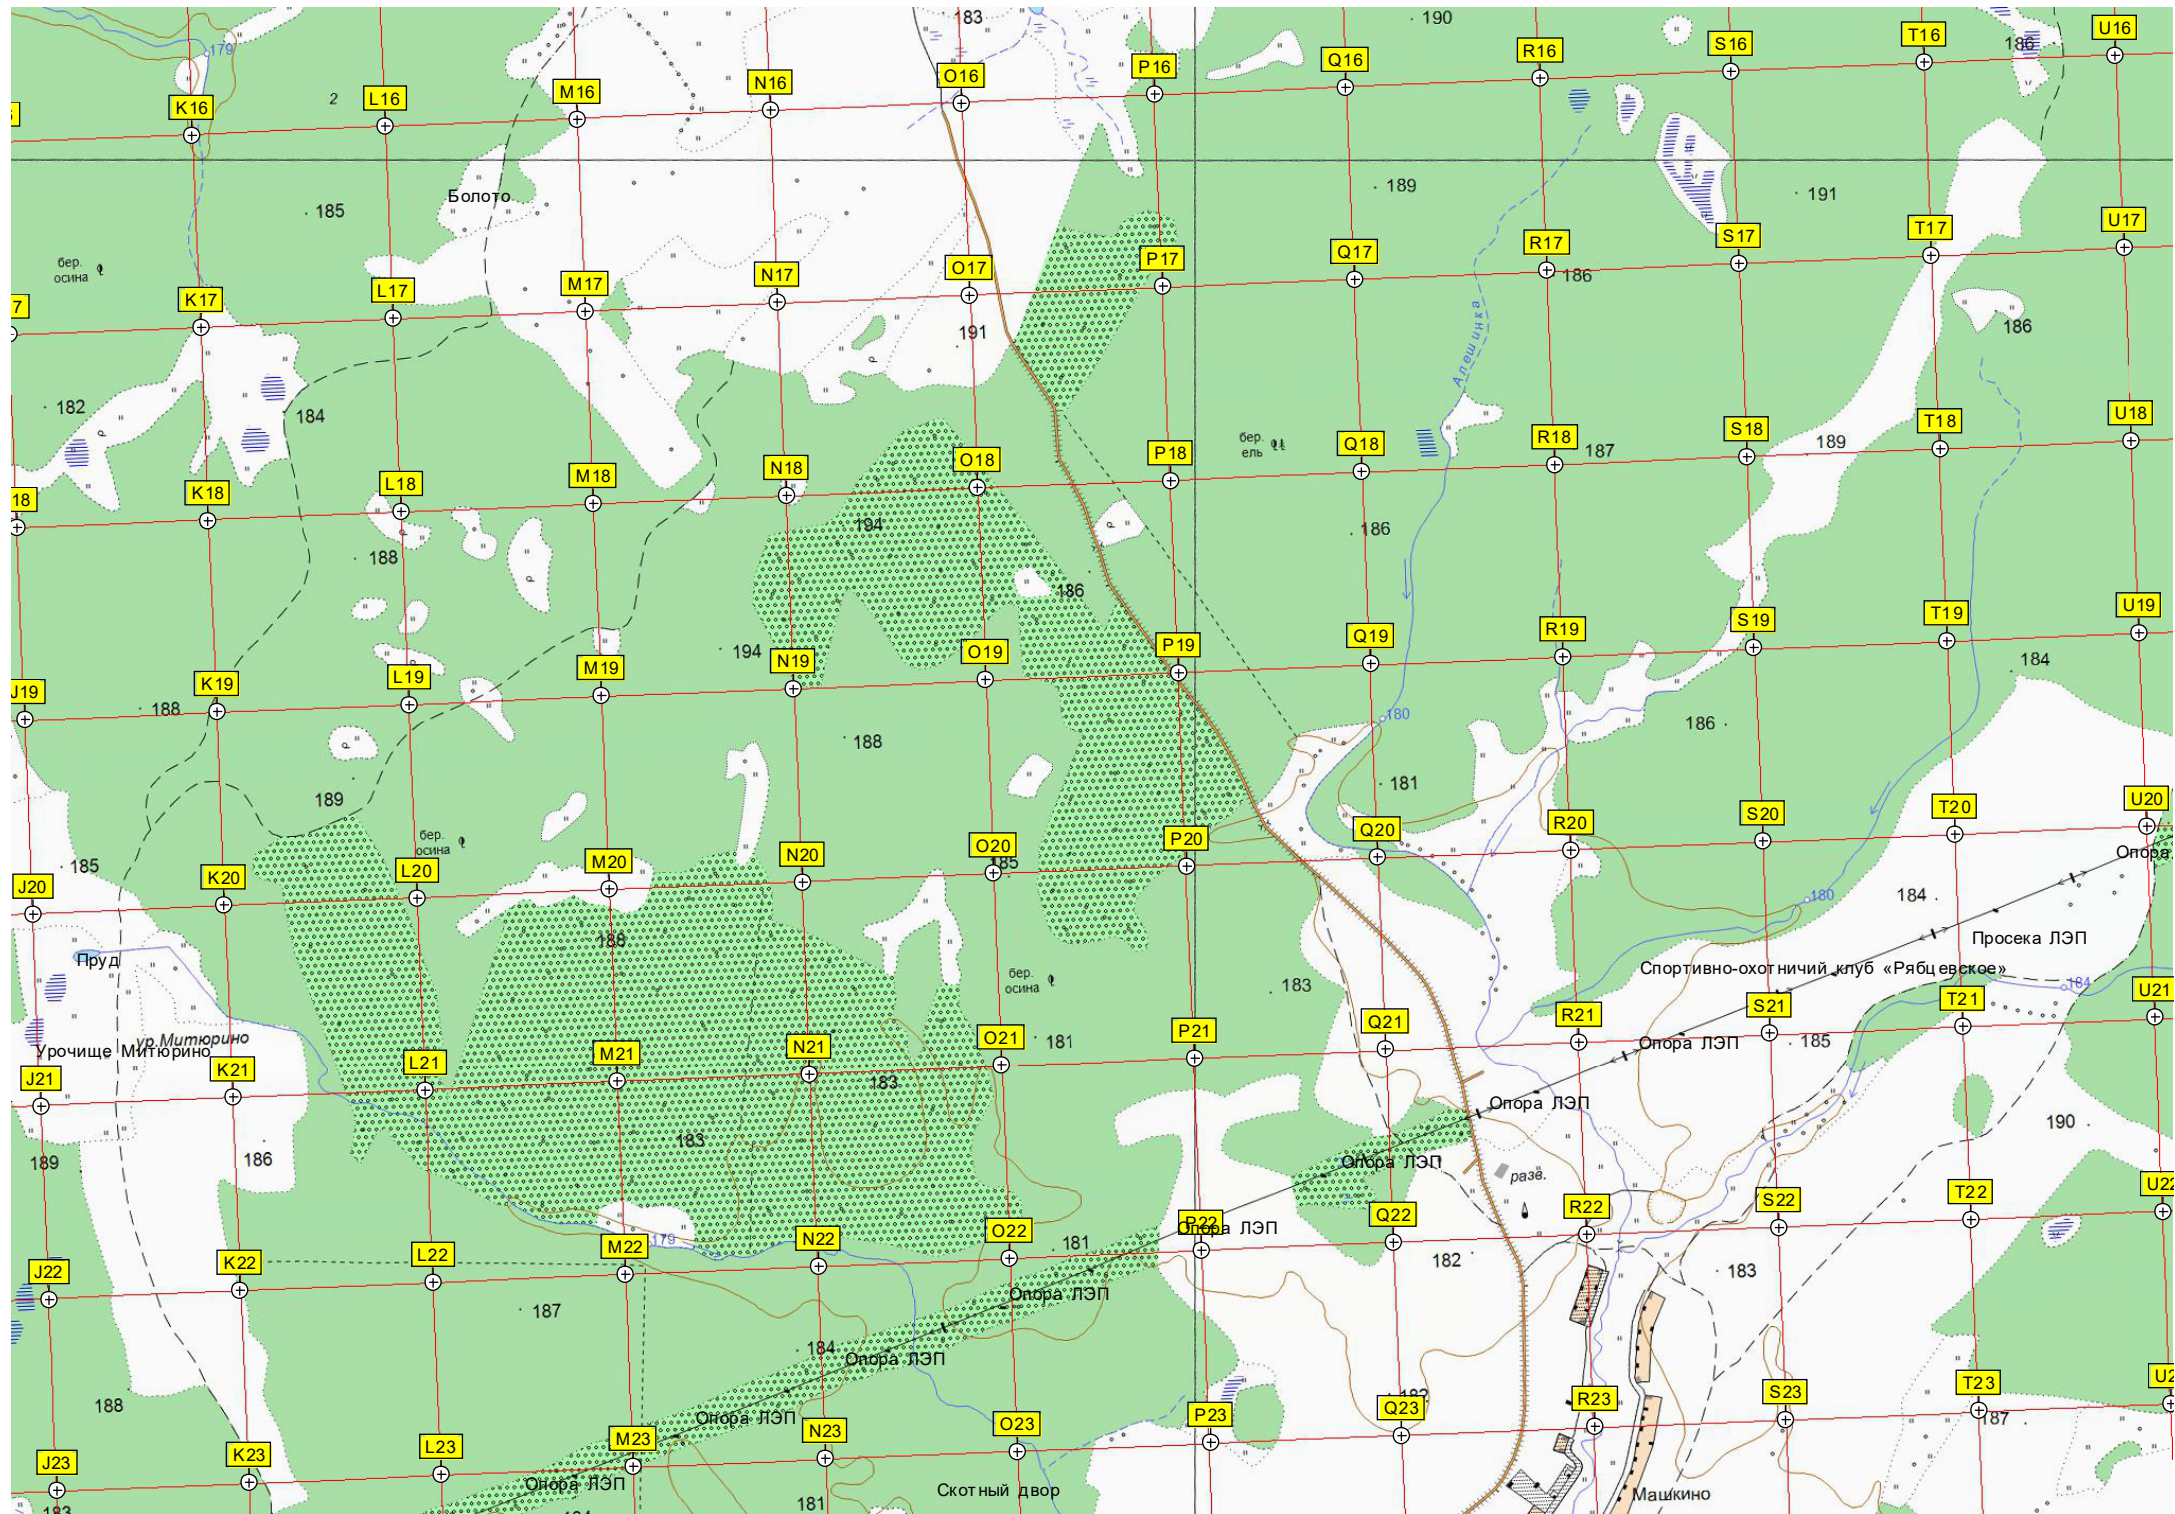 183
190
U16
T16
S16
186
R16
179
Q16
P16
O16
N16
M16
L16
2
K16
189
191
Болото
185
U17
T17
S17
R17
186
Q17
P17
O17
N17
бер.
осина
M17
L17
K17
7
Алешинка
186
191
182
184
U18
T18
S18
189
R18
187
бер.
ель
Q18
P18
O18
N18
M18
L18
K18
18
194
186
188
186
U19
T19
S19
R19
Q19
P19
O19
194
N19
M19
L19
K19
J19
184
188
180
186
188
181
189
U20
T20
S20
R20
Q20
P20
бер.
осина
O20
185
N20
M20
L20
K20
J20
185
Опора
184
180
188
Просека ЛЭП
Пруд
Спортивно-охотничий клуб «Рябцевское»
бер.
осина
183
184
U21
T21
S21
R21
Q21
P21
O21
181
185
Опора ЛЭП
ур.Митюрино
Урочище Митюрино
N21
M21
L21
K21
J21
183
Опора ЛЭП
190
183
189
186
Опора ЛЭП
разв.
U22
T22
S22
R22
Q22
P22
Опора ЛЭП
O22
181
N22
M22
179
L22
K22
J22
182
183
Опора ЛЭП
187
184
Опора ЛЭП
U2
T23
187
S23
R23
182
Q23
P23
188
Опора ЛЭП
O23
N23
M23
L23
K23
J23
Опора ЛЭП
Скотный двор
Машкино
181
183